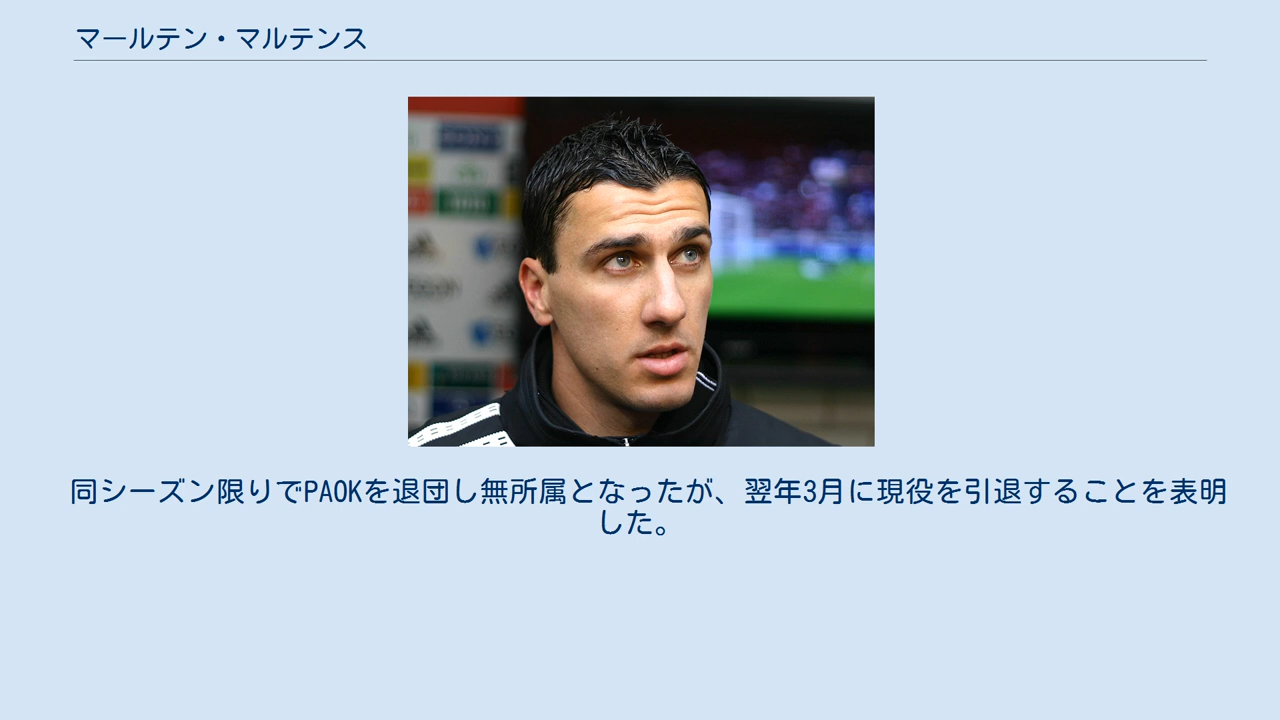 マールテン・マルテンス
同シーズン限りでPAOKを退団し無所属となったが、翌年3月に現役を引退することを表明
した。